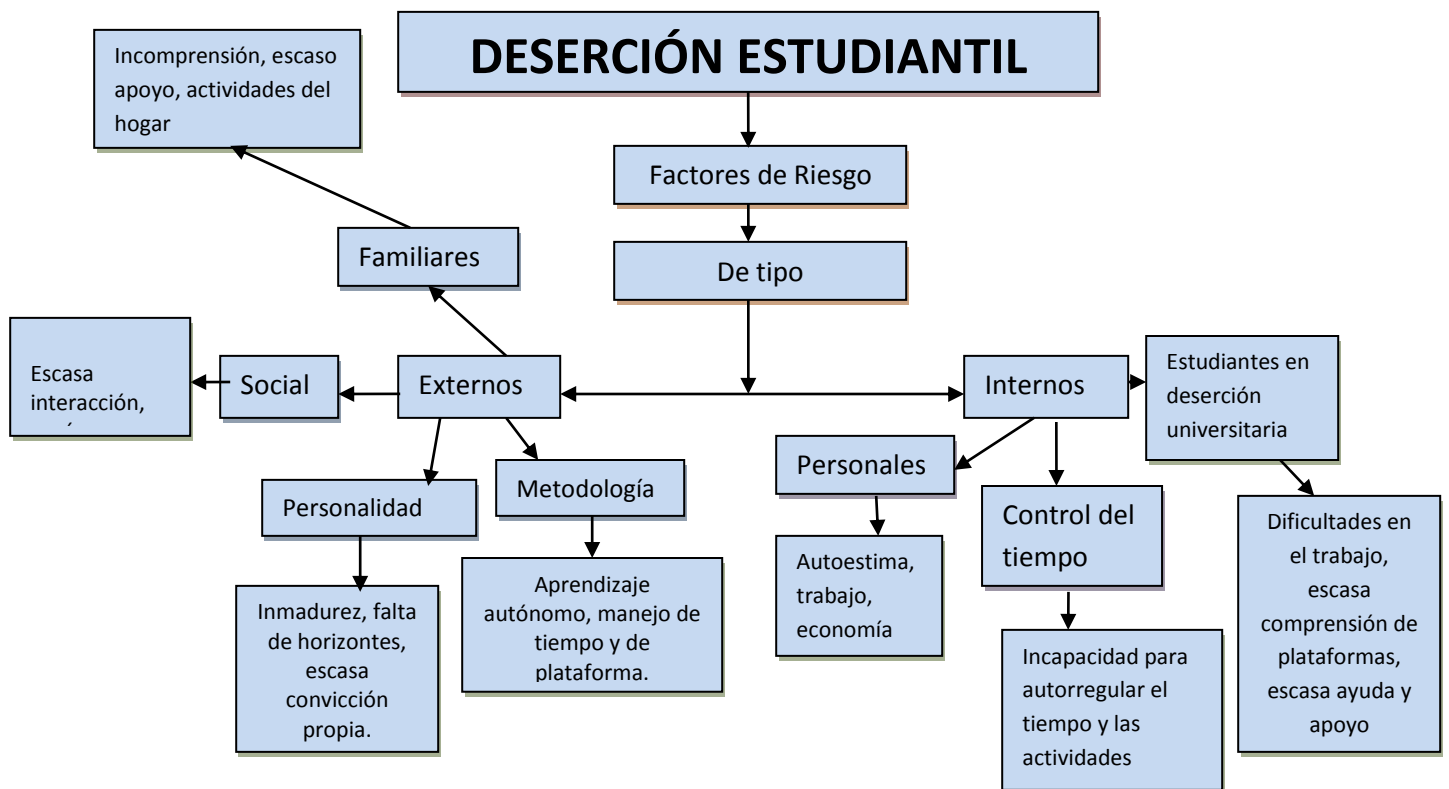 DESERCIÓN ESTUDIANTIL
Incomprensión, escaso
apoyo, actividades del
hogar
Factores de Riesgo
Familiares
De tipo
Escasa
interacción,
Social
Externos
Internos
Estudiantes en
deserción
universitaria
Personalidad
Metodología
Personales
Control del
tiempo
Inmadurez, falta
de horizontes,
escasa
convicción
propia.
Aprendizaje
autónomo, manejo de
tiempo y de
plataforma.
Autoestima,
trabajo,
economía
Incapacidad para
autorregular el
tiempo y las
actividades
Dificultades en
el trabajo,
escasa
comprensión de
plataformas,
escasa ayuda y
apoyo